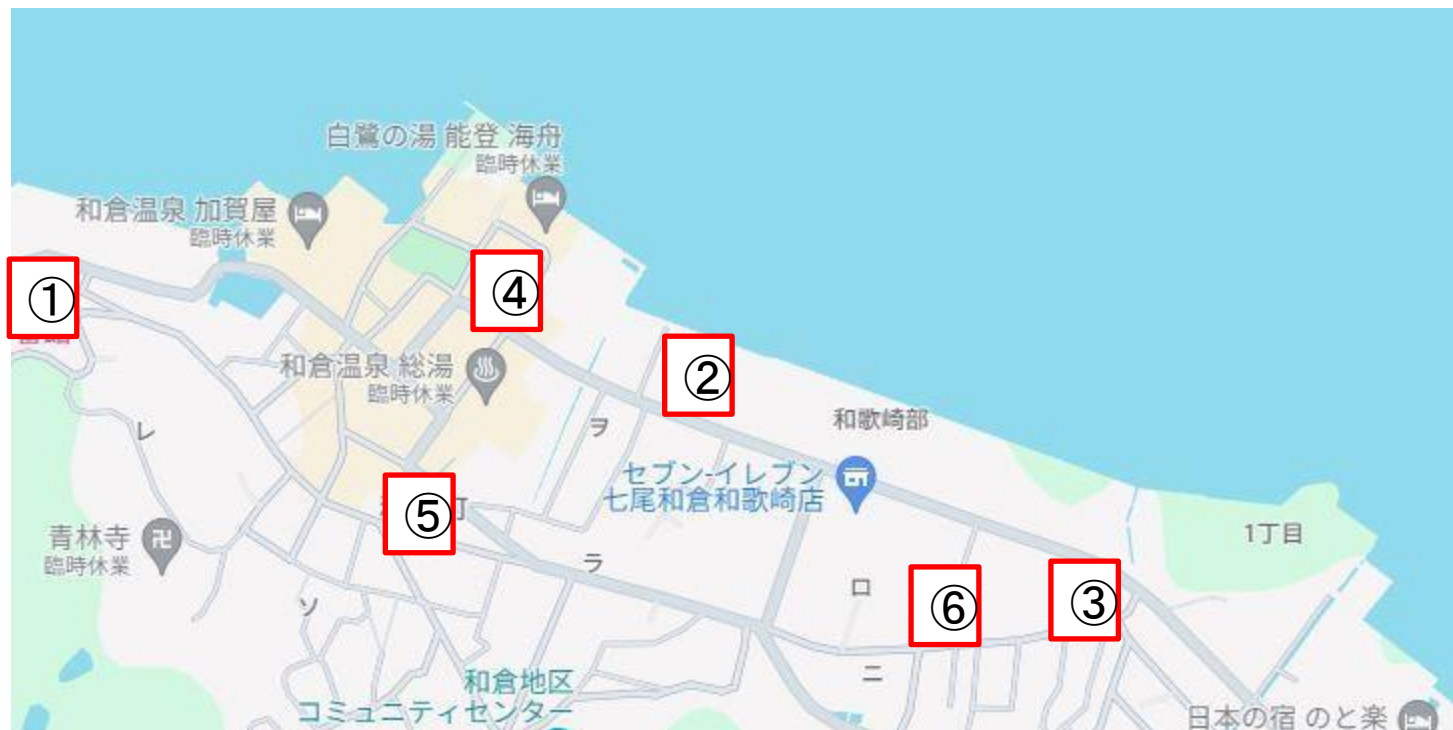 白鷺の湯 能登 海舟
臨時休業
和倉温泉 加賀屋
臨時休業
①
④
和倉温泉 総湯
臨時休業
②
和歌崎部
レ
ヲ
セブン-イレブン
七尾和倉和歌崎店
⑤
町
青林寺
臨時休業
1丁目
ラ
ロ
⑥
③
ソ
ニ
和倉地区
コミュニティセンター
日本の宿 のと楽